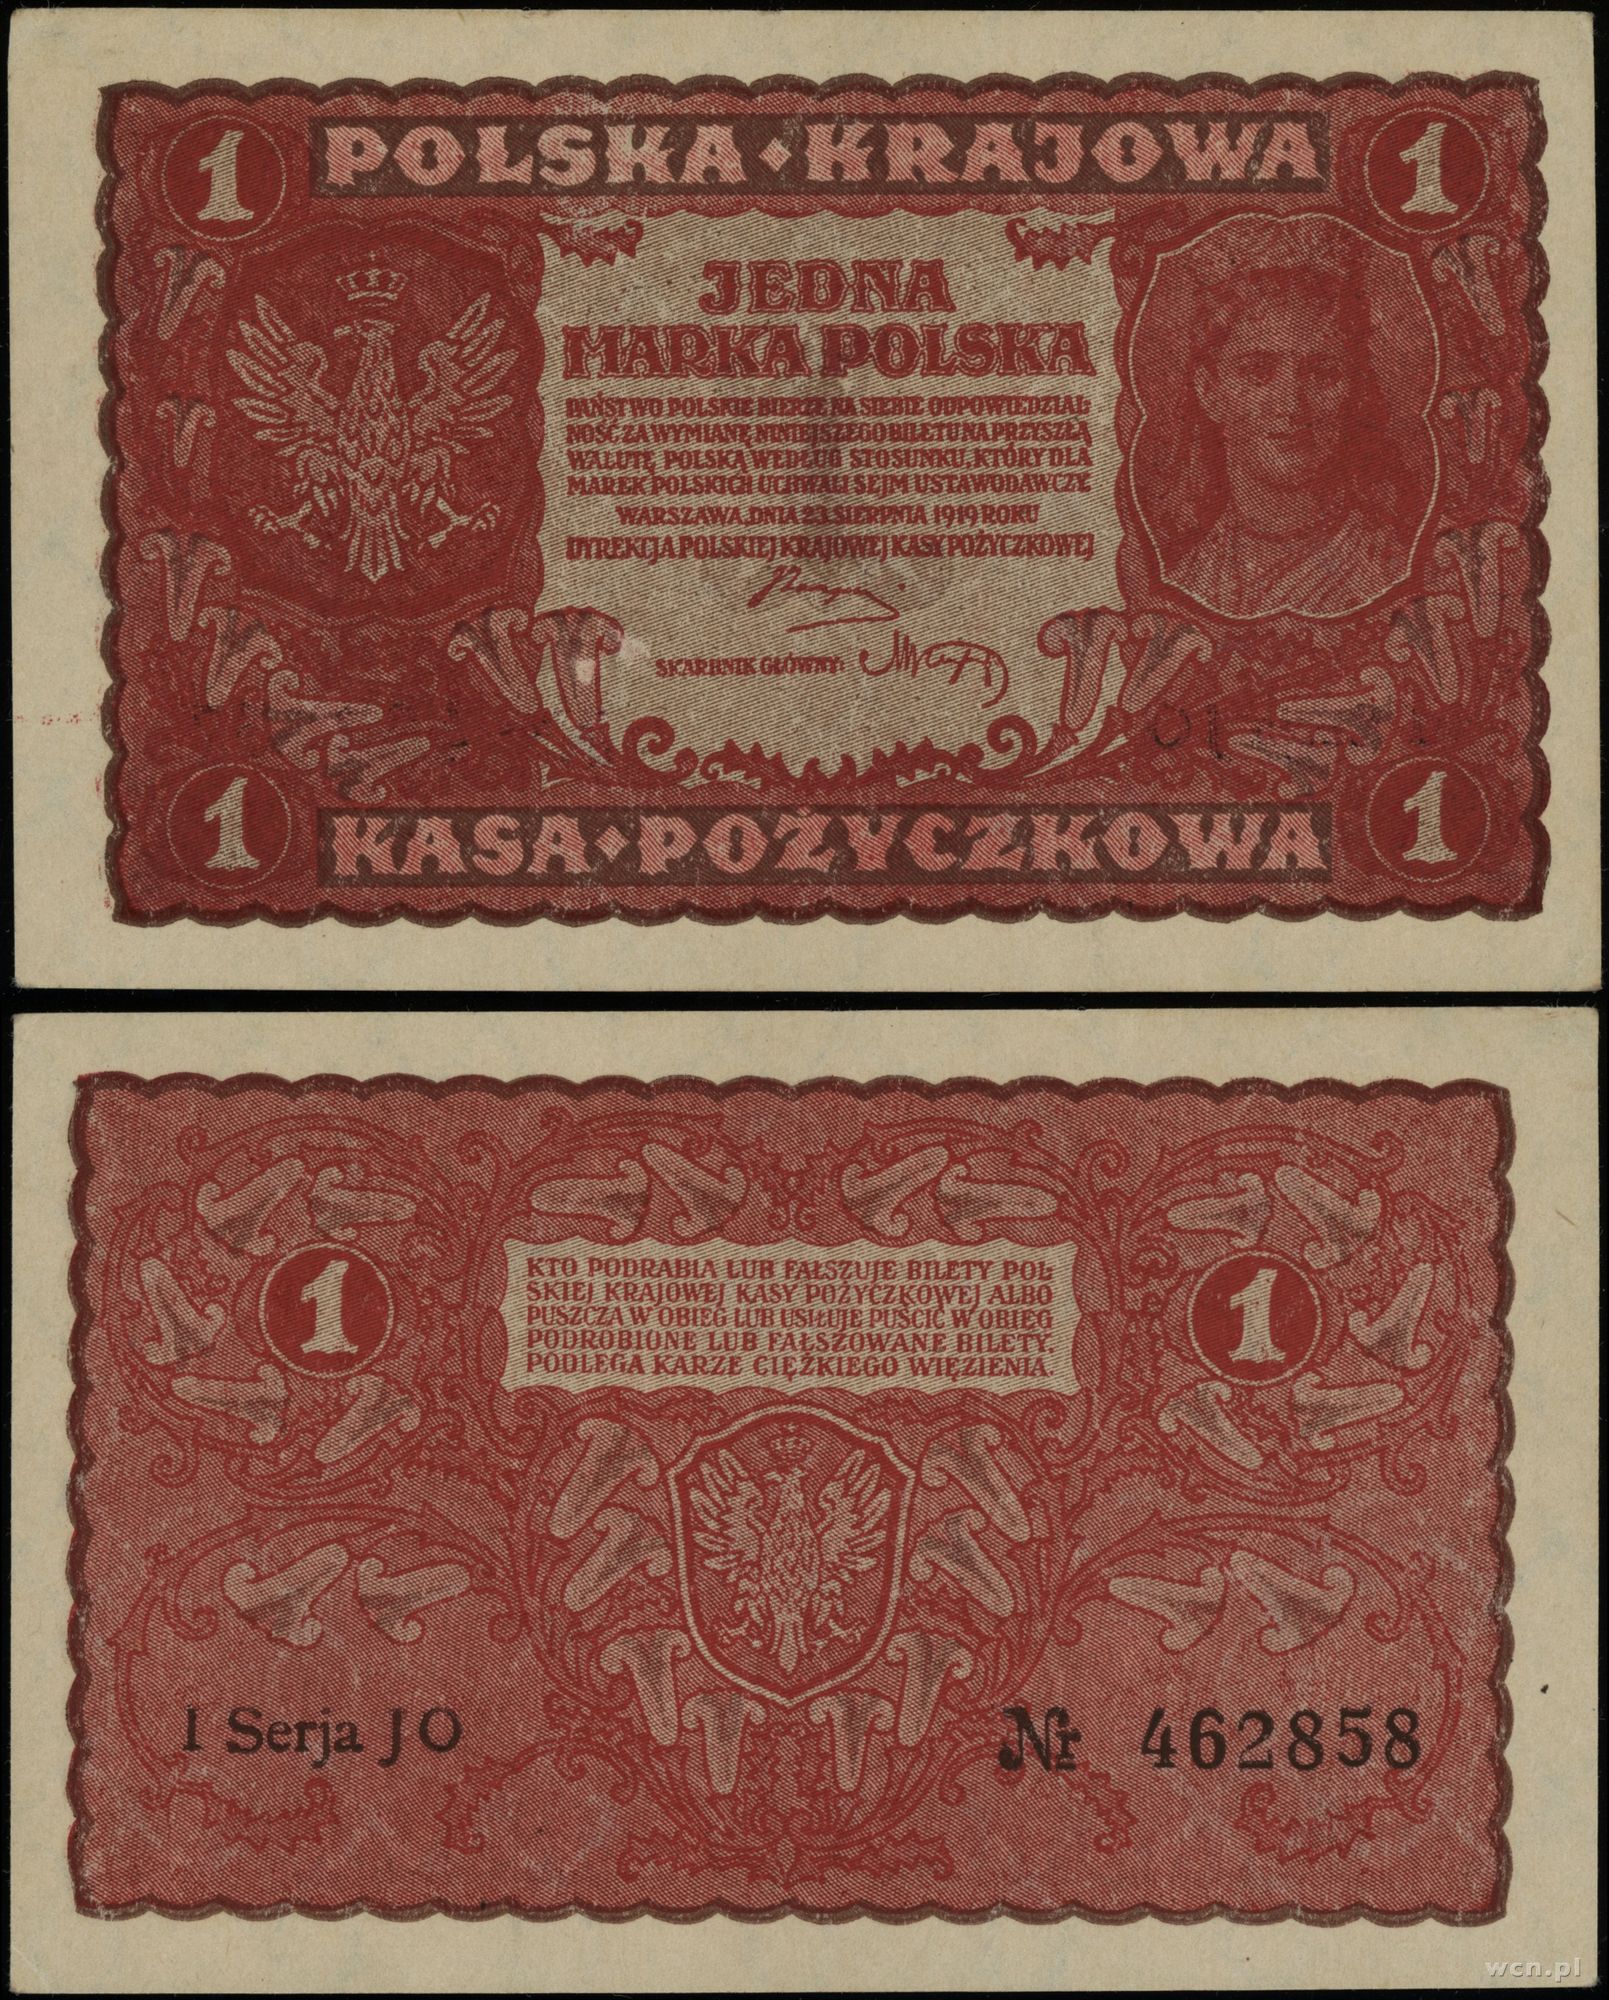 1 POLSKA·KRAJOWA 1
JEDNA
MARKA POLSKA
PAŃSTWO POLSKIE BIERZE NA SIEBIE ODPOWIEDZIAL-
NOŚĆ ZA WYMIANĘ NINIEJSZEGO BILETU NA PRZYSZŁĄ
WALUTĘ POLSKĄ WEDŁUG STOSUNKU, KTÓRY DLA
MAREK POLSKICH UCHWALI SEJM USTAWODAWCZY.
WARSZAWA, DNIA 23. SIERPNIA 1919 ROKU
DYREKCJA POLSKIEJ KRAJOWEJ KASY POŻYCZKOWEJ
SKARBNIK GŁÓWNY:
1 KASA·POŻYCZKOWA 1
KTO PODRABIA LUB FAŁSZUJE BILETY POL-
SKIEJ KRAJOWEJ KASY POŻYCZKOWEJ ALBO
PUSZCZA W OBIEG LUB USIŁUJE PUŚCIĆ W OBIEG
PODROBIONE LUB FAŁSZOWANE BILETY,
PODLEGA KARZE CIĘŻKIEGO WIĘZIENIA.
1 1
I Serja JO
№ 462858
wcn.pl